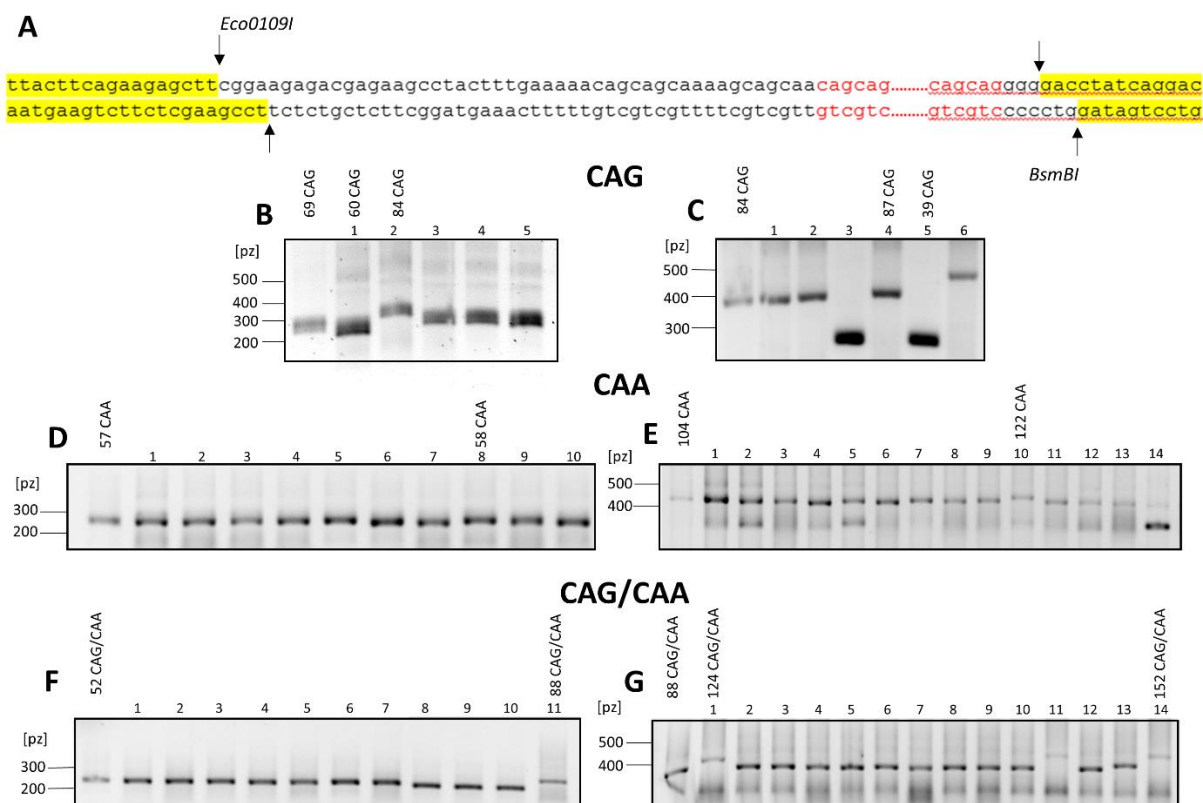 A
Eco0109I
ttacttcagaagagcttcggaagagacgagaagcctactttgaaaaacagcagcaaaagcagcaa cagcag........cagcagggggacctatcaggac
aatgaagtcttctcgaagccttctctgctcttcggatgaaactttttgtcgtcgttttcgtcgtt gtcgtc........gtcgtccccctggatagtcctg
BsmBI
CAG
B
69 CAG 60 CAG 84 CAG
1 2 3 4 5
[pz]
500
400
300
200
C
84 CAG 87 CAG 39 CAG
1 2 3 4 5 6
[pz]
500
400
300
CAA
D
57 CAA 58 CAA
1 2 3 4 5 6 7 8 9 10
[pz]
300
200
E
104 CAA 122 CAA
1 2 3 4 5 6 7 8 9 10 11 12 13 14
[pz]
500
400
CAG/CAA
F
52 CAG/CAA 88 CAG/CAA
1 2 3 4 5 6 7 8 9 10 11
[pz]
300
200
G
88 CAG/CAA 124 CAG/CAA 152 CAG/CAA
1 2 3 4 5 6 7 8 9 10 11 12 13 14
[pz]
500
400